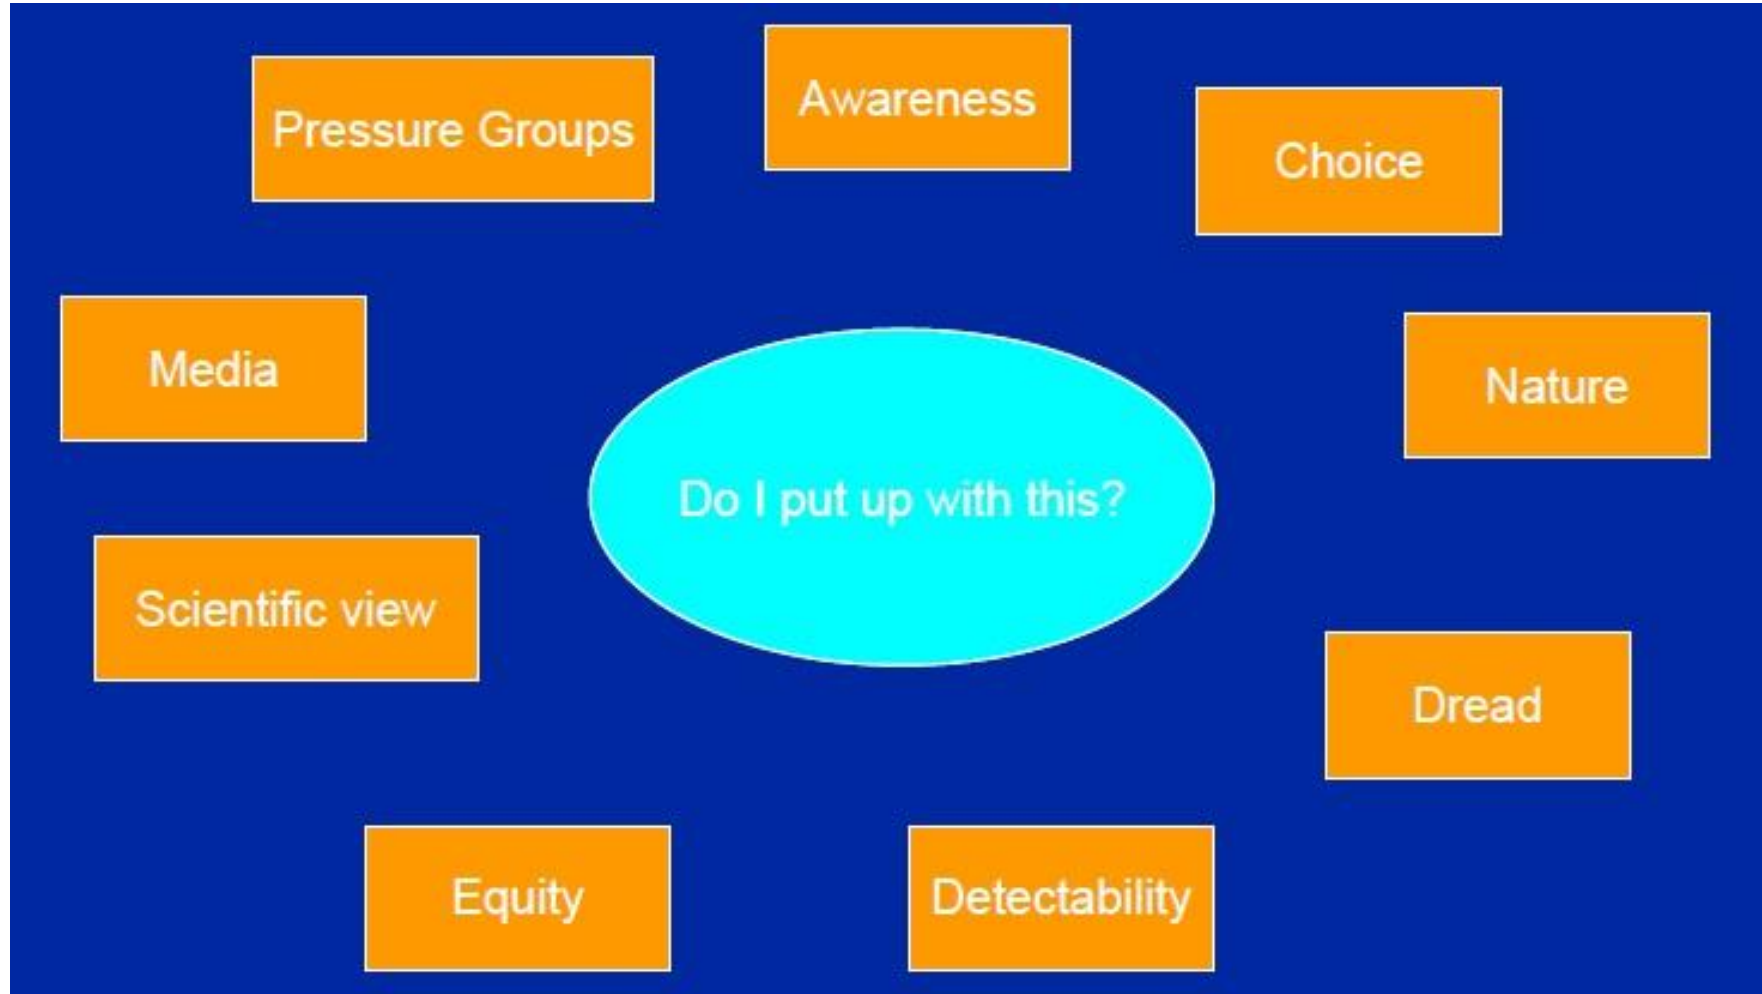 Awareness
Pressure Groups
Choice
Media
Nature
Do I put up with this?
Scientific view
Dread
Equity
Detectability